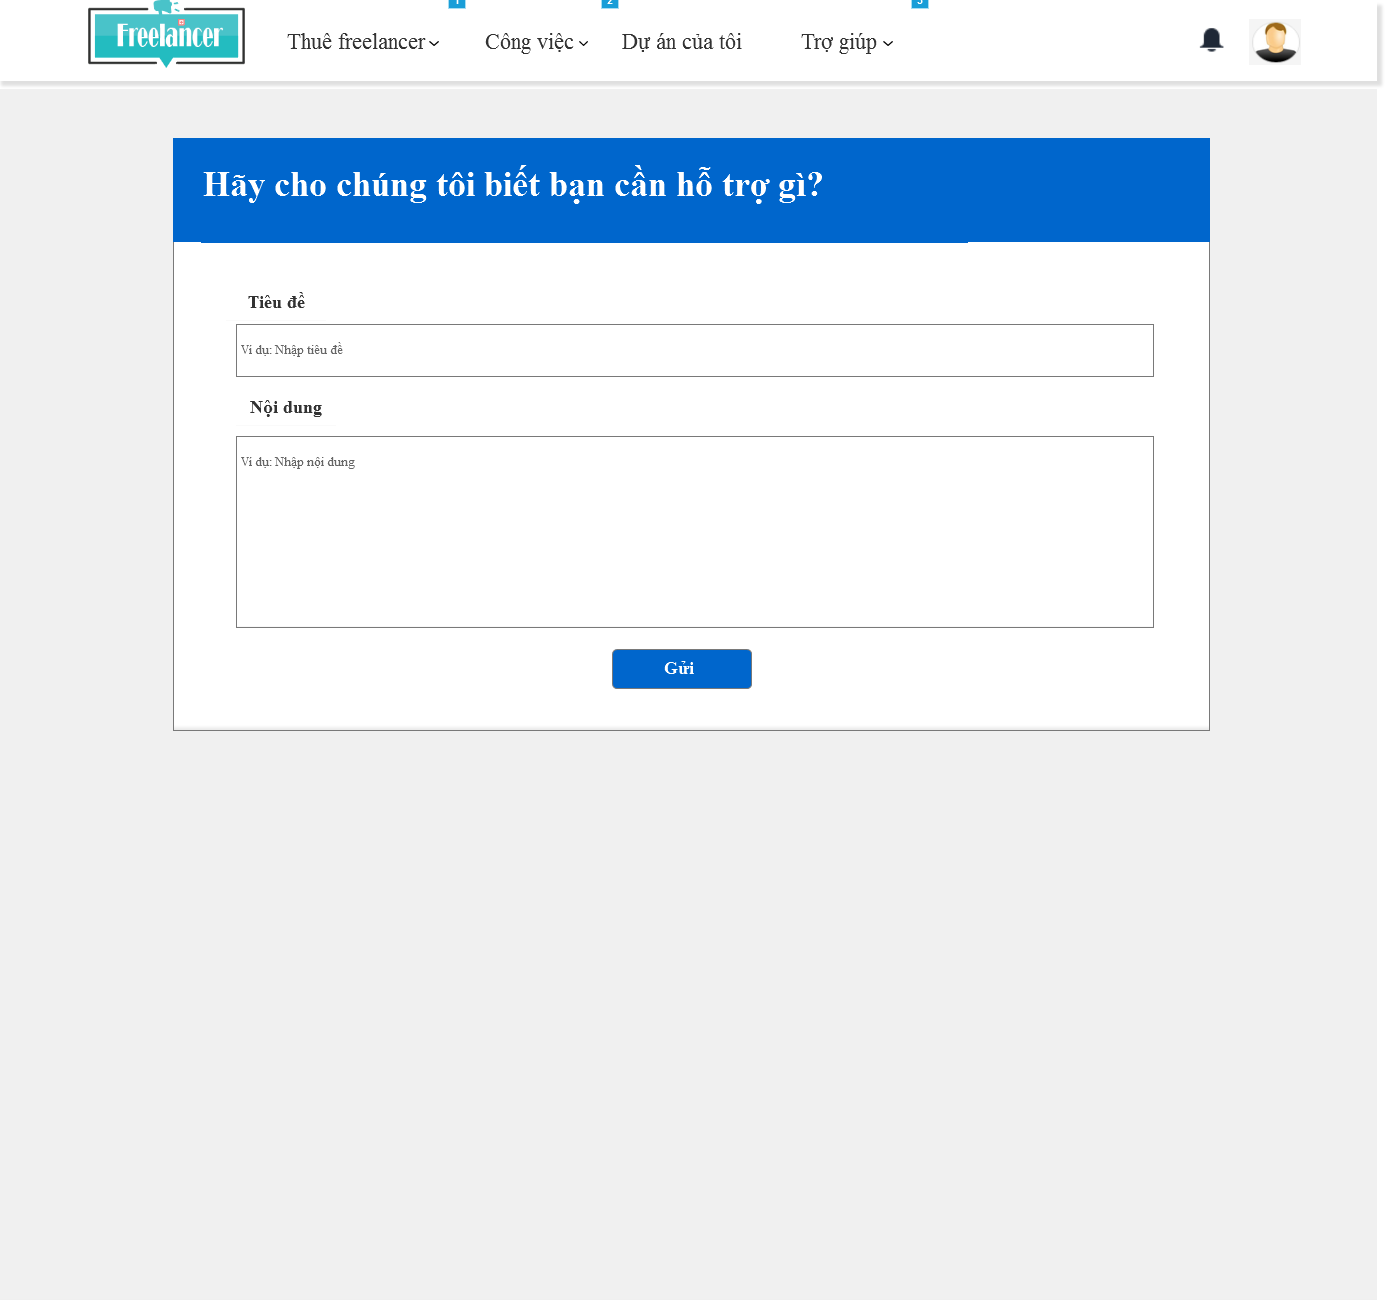 1
2
3
Freelancer
Thuê freelancer
Công việc
Dự án của tôi
Trợ giúp
Hãy cho chúng tôi biết bạn cần hỗ trợ gì?
Tiêu đề
Ví dụ: Nhập tiêu đề
Nội dung
Ví dụ: Nhập nội dung
Gửi